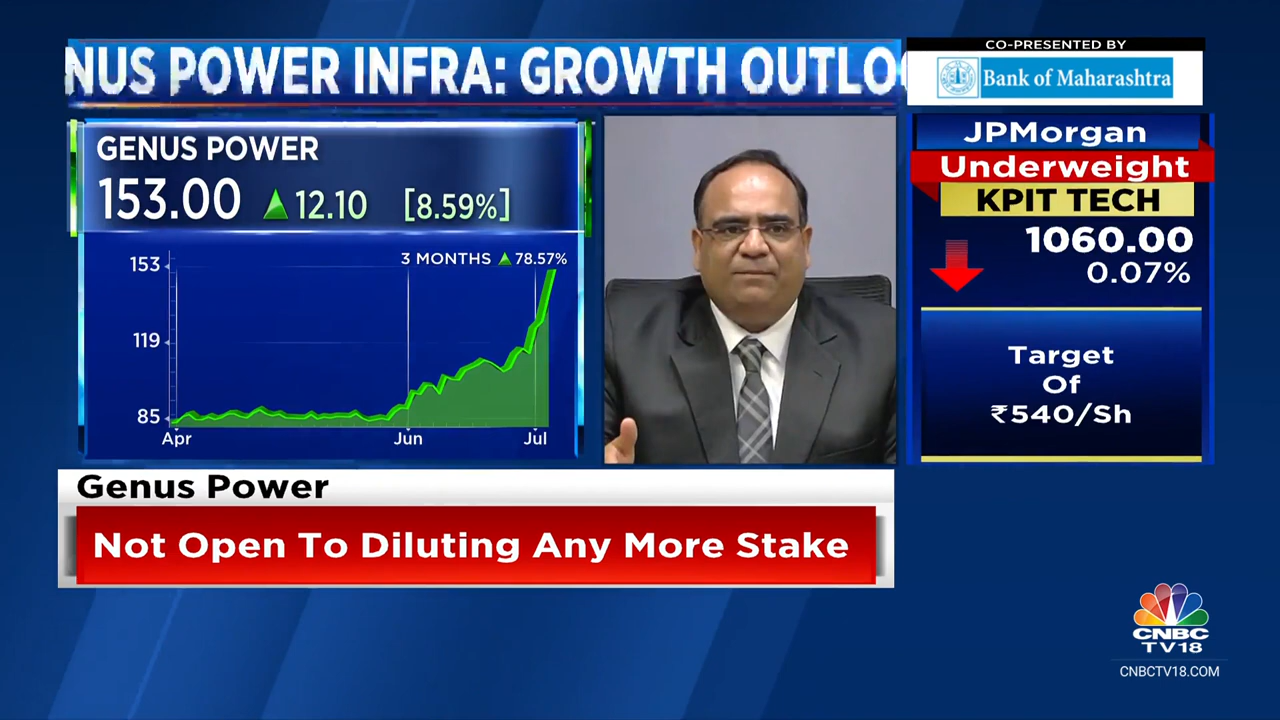 NUS POWER INFRA: GROWTH OUTLO
CO-PRESENTED BY
Bank of Maharashtra
GENUS POWER
153.00 ▲ 12.10 [8.59%]
3 MONTHS ▲ 78.57%
153
119
85
Apr Jun Jul
JPMorgan
Underweight
KPIT TECH
1060.00
0.07%
Target
Of
₹540/Sh
Genus Power
Not Open To Diluting Any More Stake
CNBC
TV18
CNBCTV18.COM